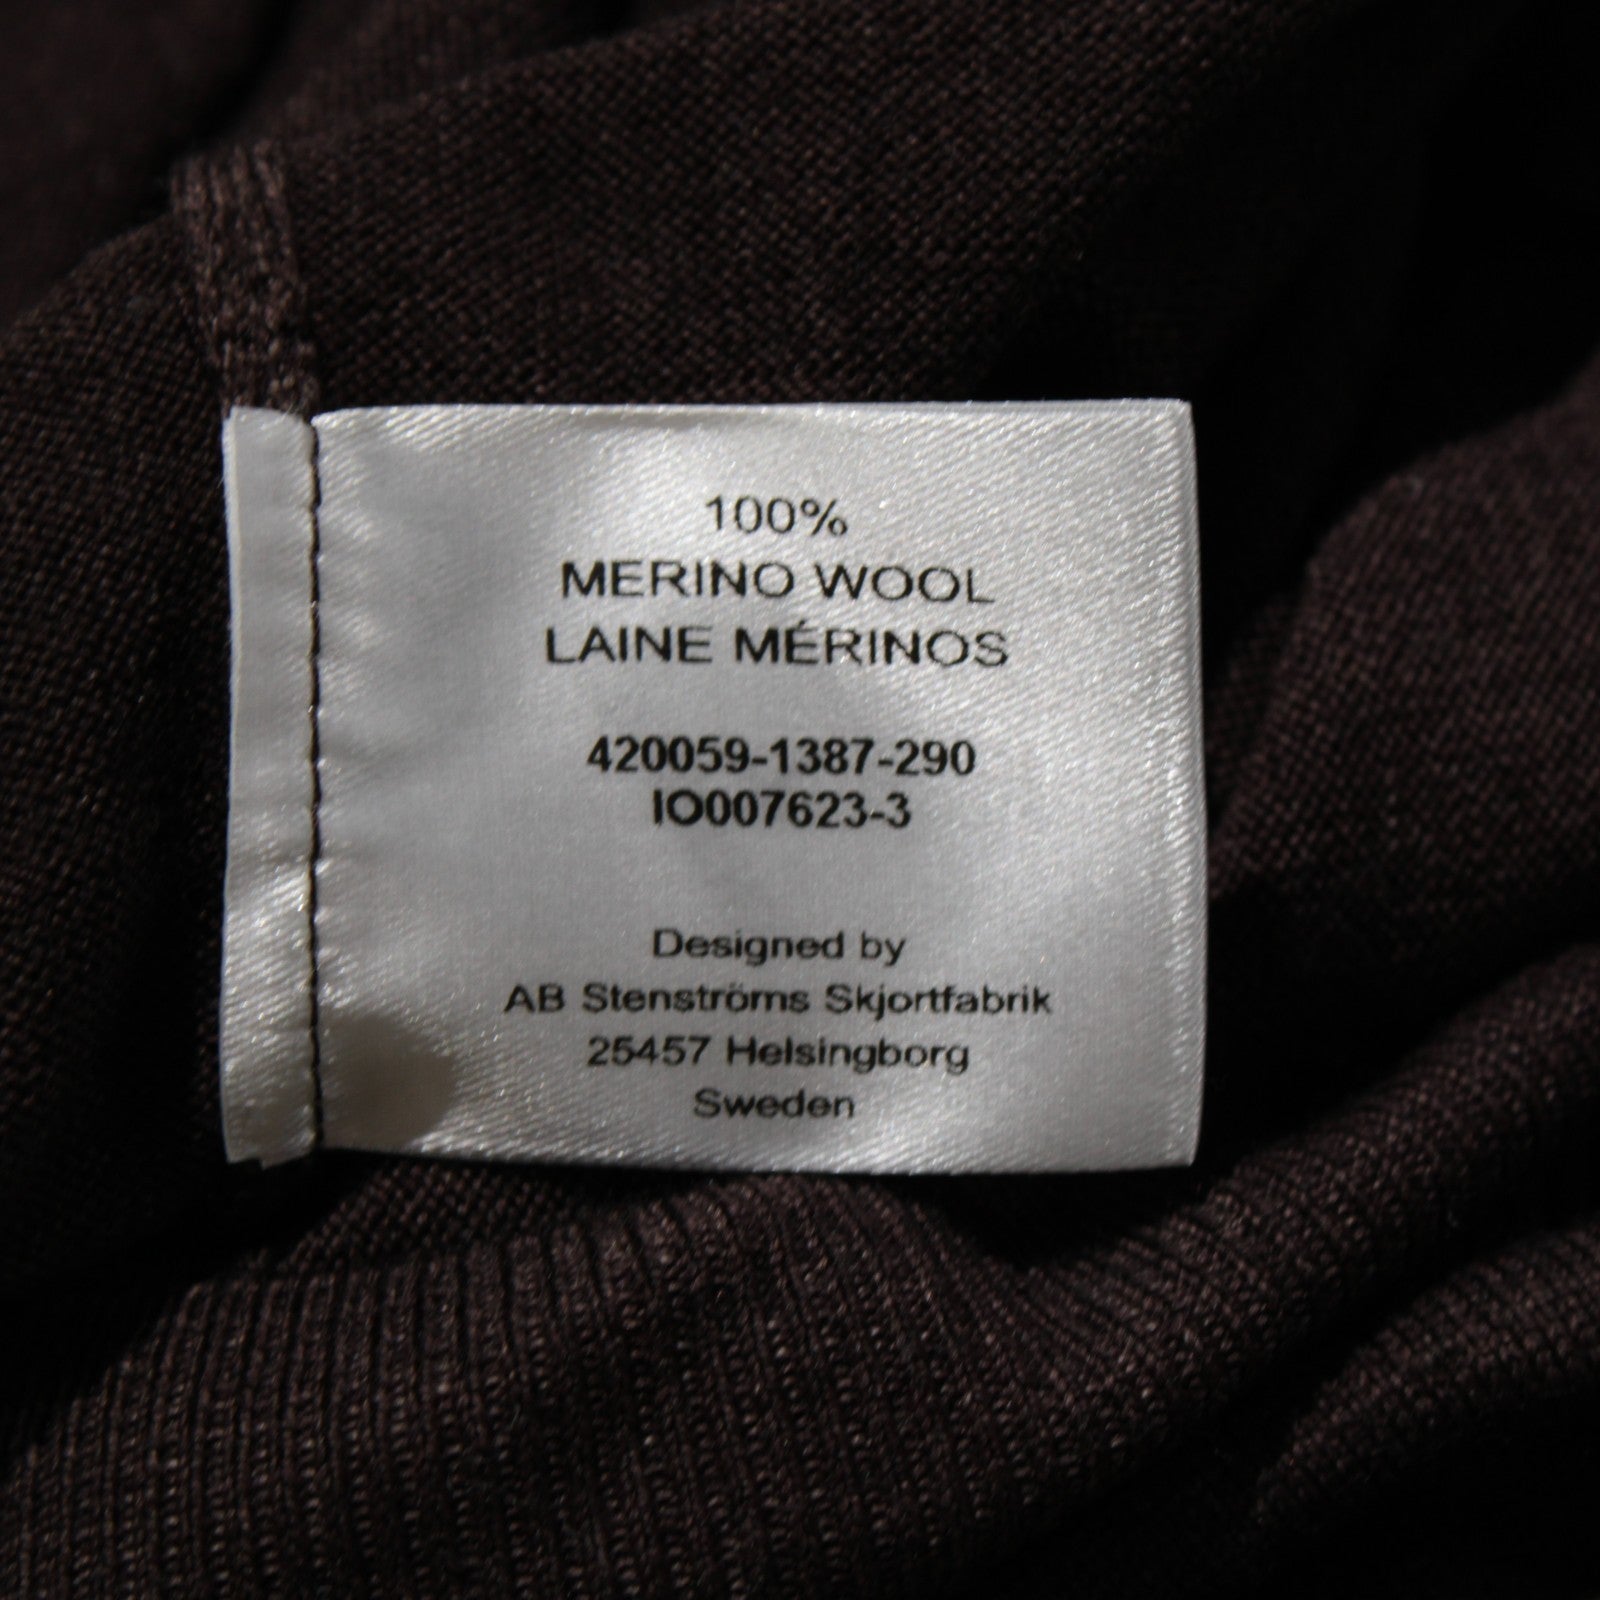 100%
MERINO WOOL
LAINE MÉRINOS
420059-1387-290
IO007623-3
Designed by
AB Stenströms Skjortfabrik
25457 Helsingborg
Sweden